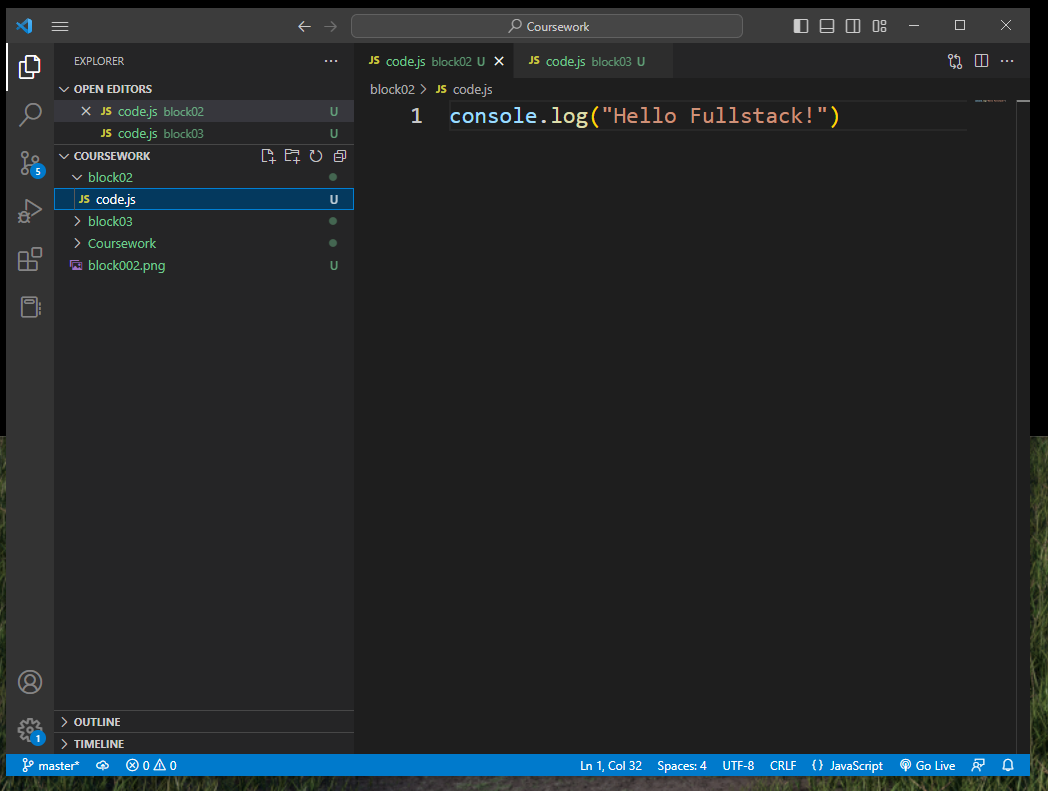 Coursework
EXPLORER
OPEN EDITORS
JS code.js block02 U
JS code.js block03 U
COURSEWORK
block02
JS code.js U
block03
Coursework
block002.png U
OUTLINE
TIMELINE
5
1
JS code.js block02 U
JS code.js block03 U
block02 > JS code.js
1 console.log("Hello Fullstack!")
master* 0 0 Ln 1, Col 32 Spaces: 4 UTF-8 CRLF {} JavaScript Go Live